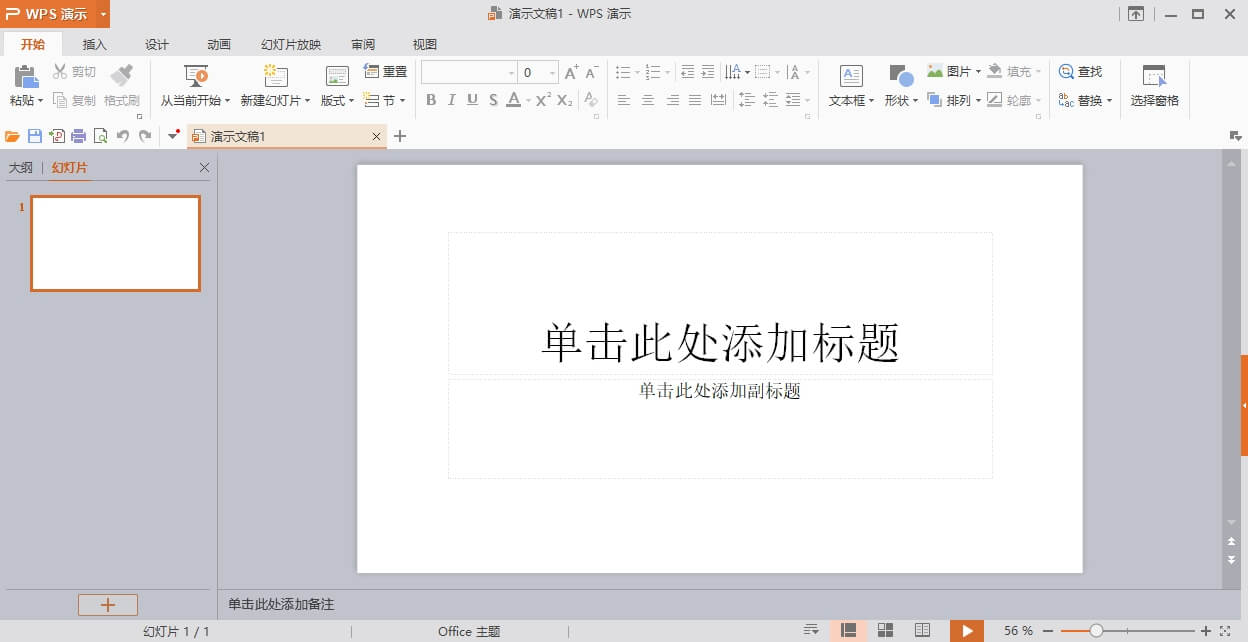 WPS 演示
演示文稿1 - WPS 演示
开始 插入 设计 动画 幻灯片放映 审阅 视图
剪切 重置 0 图片 填充 查找
粘贴 复制 格式刷 从当前开始 新建幻灯片 版式 节 B I U S A X² X₂ 文本框 形状 排列 轮廓 替换 选择窗格
演示文稿1
大纲 幻灯片
1
单击此处添加标题
单击此处添加副标题
单击此处添加备注
幻灯片 1 / 1 Office 主题 56 %